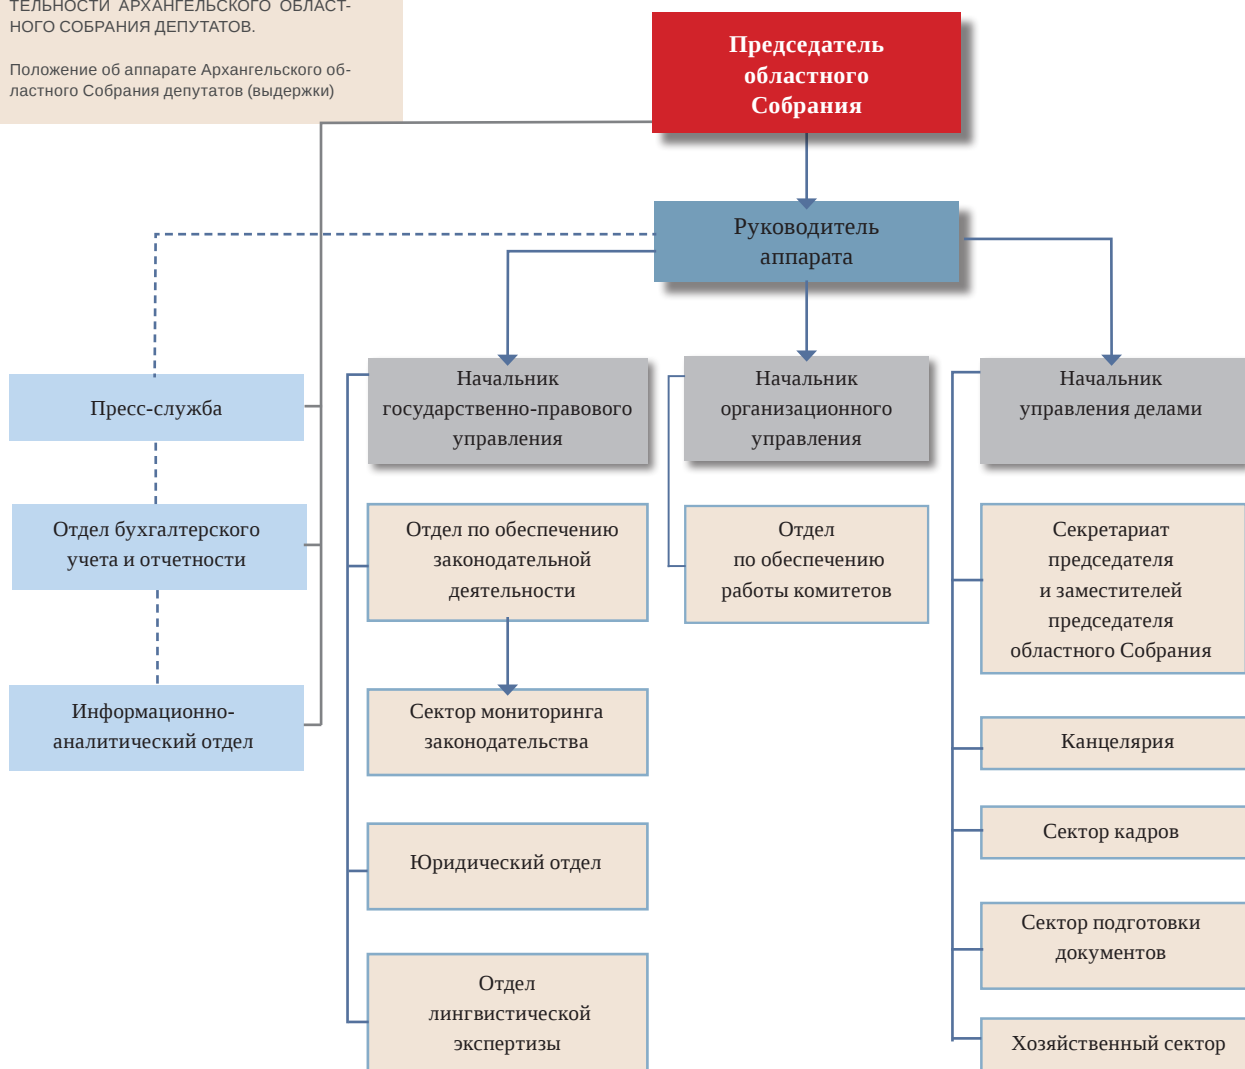 ТЕЛЬНОСТИ АРХАНГЕЛЬСКОГО ОБЛАСТ-
НОГО СОБРАНИЯ ДЕПУТАТОВ.
Положение об аппарате Архангельского об-
ластного Собрания депутатов (выдержки)
Председатель
областного
Собрания
Руководитель
аппарата
Пресс-служба
Отдел бухгалтерского
учета и отчетности
Информационно-
аналитический отдел
Начальник
государственно-правового
управления
Отдел по обеспечению
законодательной
деятельности
Сектор мониторинга
законодательства
Юридический отдел
Отдел
лингвистической
экспертизы
Начальник
организационного
управления
Отдел
по обеспечению
работы комитетов
Начальник
управления делами
Секретариат
председателя
и заместителей
председателя
областного Собрания
Канцелярия
Сектор кадров
Сектор подготовки
документов
Хозяйственный сектор